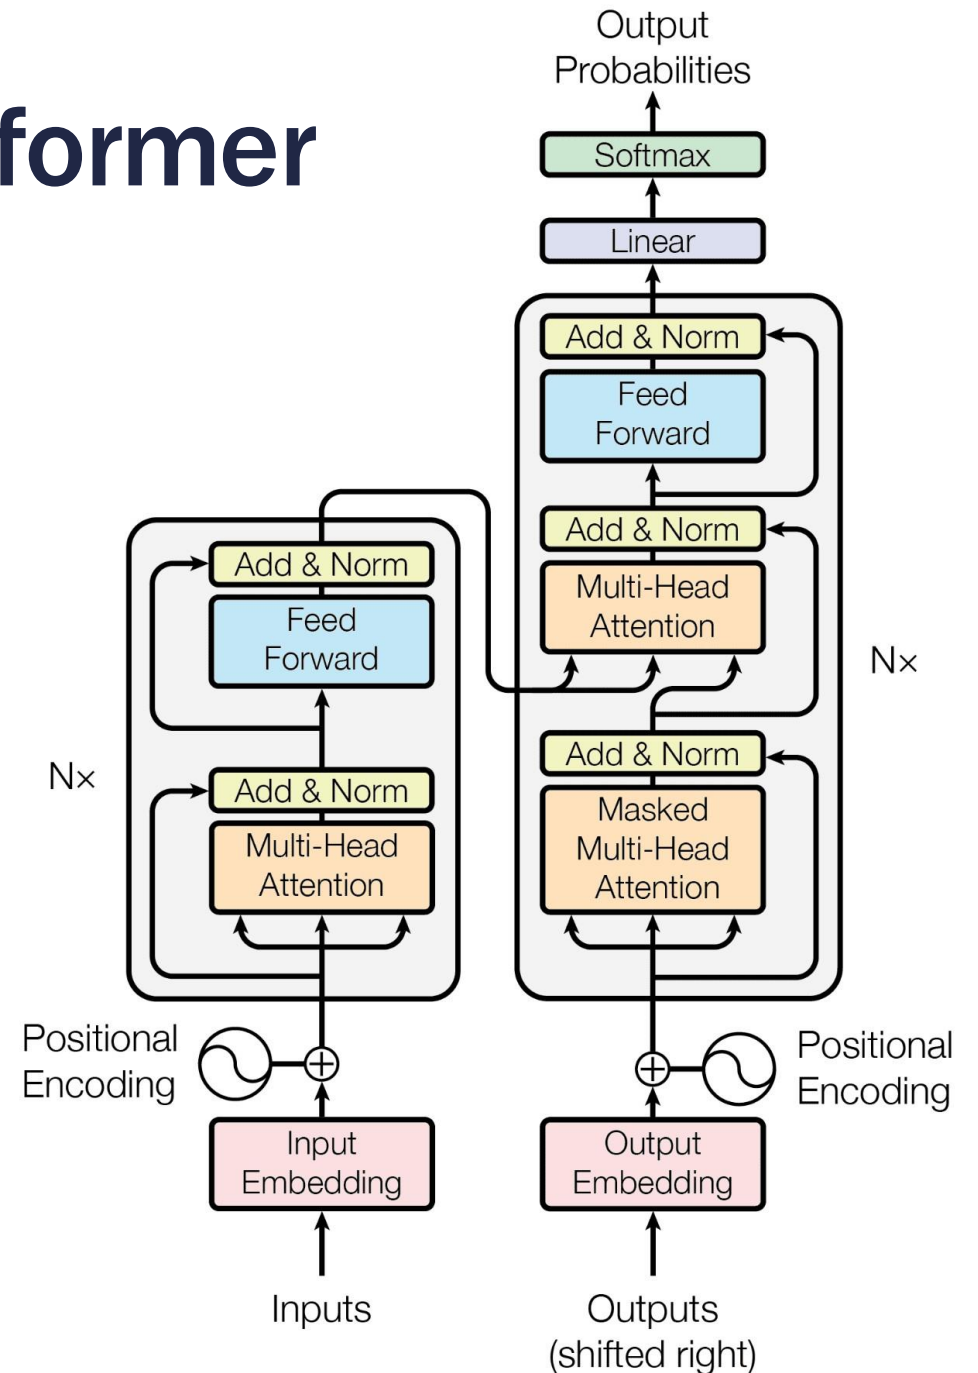 former
Output
Probabilities
Softmax
Linear
Add & Norm
Feed
Forward
Add & Norm
Multi-Head
Attention
Nx
Add & Norm
Masked
Multi-Head
Attention
Add & Norm
Feed
Forward
Nx
Add & Norm
Multi-Head
Attention
Positional
Encoding
Positional
Encoding
Input
Embedding
Output
Embedding
Inputs
Outputs
(shifted right)